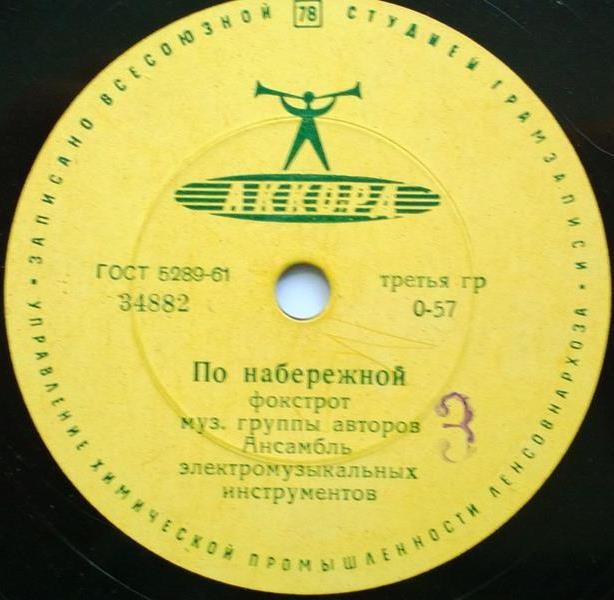 ЗАПИСАНО ВСЕСОЮЗНОЙ 78 СТУДИЕЙ ГРАМЗАПИСИ
АККОРД
ГОСТ 5289-61
34882
третья гр
0-57
По набережной
фокстрот
муз. группы авторов
Ансамбль
электромузыкальных
инструментов
3
УПРАВЛЕНИЕ ХИМИЧЕСКОЙ ПРОМЫШЛЕННОСТИ ЛЕНСОВНАРХОЗА